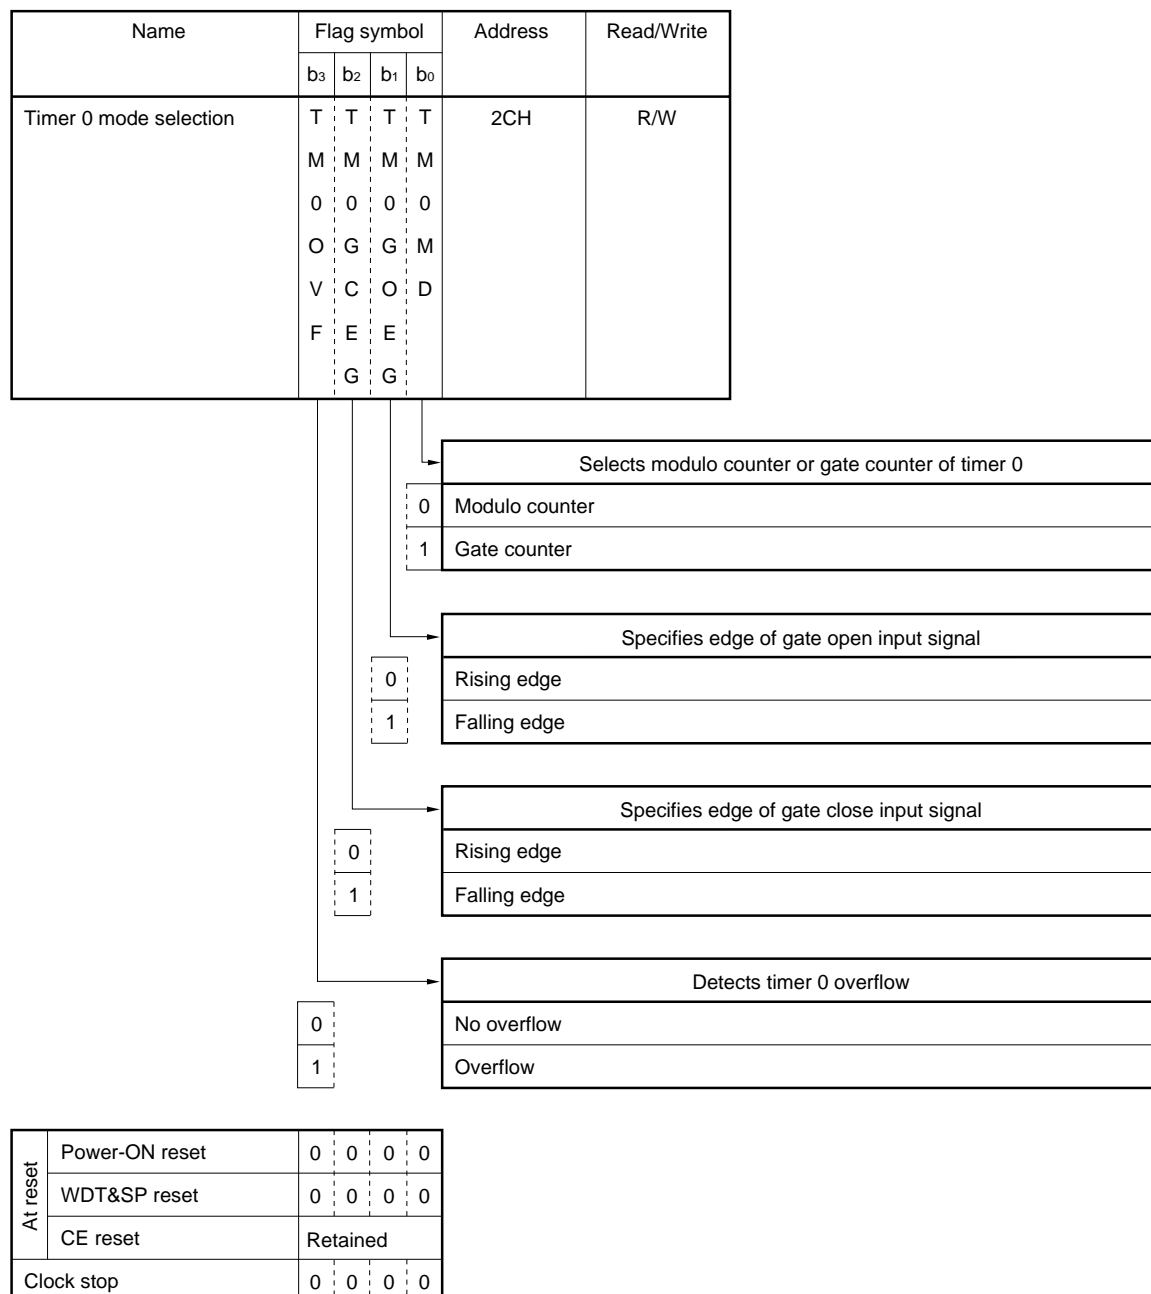 Name Flag symbol Address Read/Write
b3 b2 b1 b0
Timer 0 mode selection T T T T 2CH R/W
M M M M
0 0 0 0
O G G M
V C O D
F E E
G G
Selects modulo counter or gate counter of timer 0
0 Modulo counter
1 Gate counter
Specifies edge of gate open input signal
0 Rising edge
1 Falling edge
Specifies edge of gate close input signal
0 Rising edge
1 Falling edge
Detects timer 0 overflow
0 No overflow
1 Overflow
At reset
Power-ON reset 0 0 0 0
WDT&SP reset 0 0 0 0
CE reset Retained
Clock stop 0 0 0 0